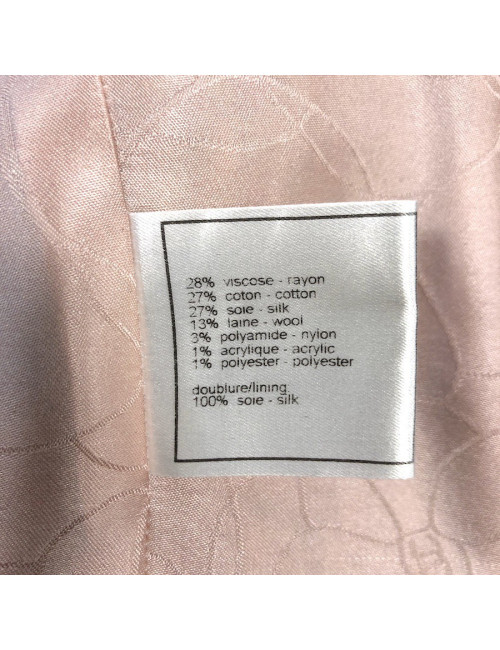 28% viscose - rayon
27% coton - cotton
27% soie - silk
13% laine - wool
3% polyamide - nylon
1% acrylique - acrylic
1% polyester - polyester
doublure/lining:
100% soie - silk